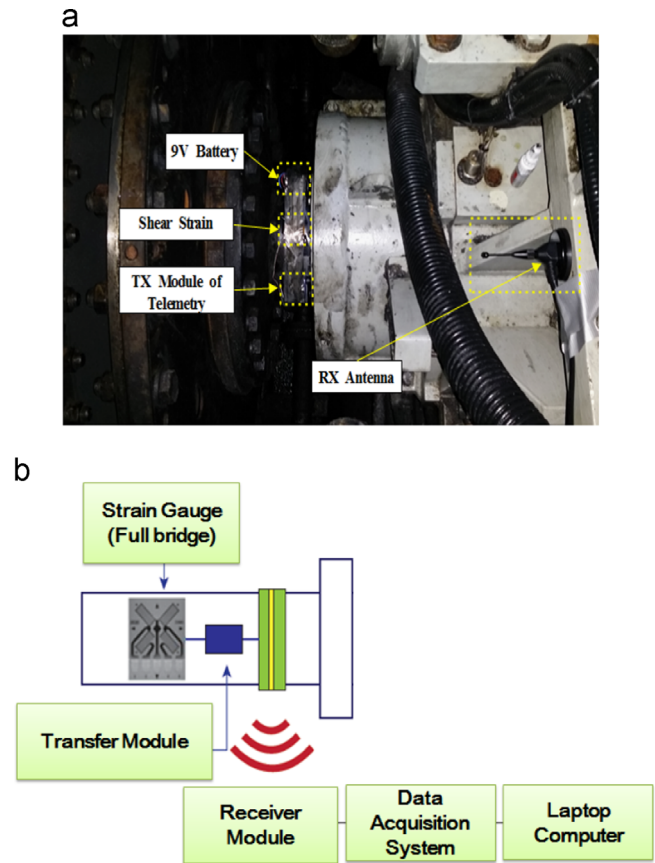 a
9V Battery
Shear Strain
TX Module of
Telemetry
RX Antenna
b
Strain Gauge
(Full bridge)
Transfer Module
Receiver
Module
Data
Acquisition
System
Laptop
Computer